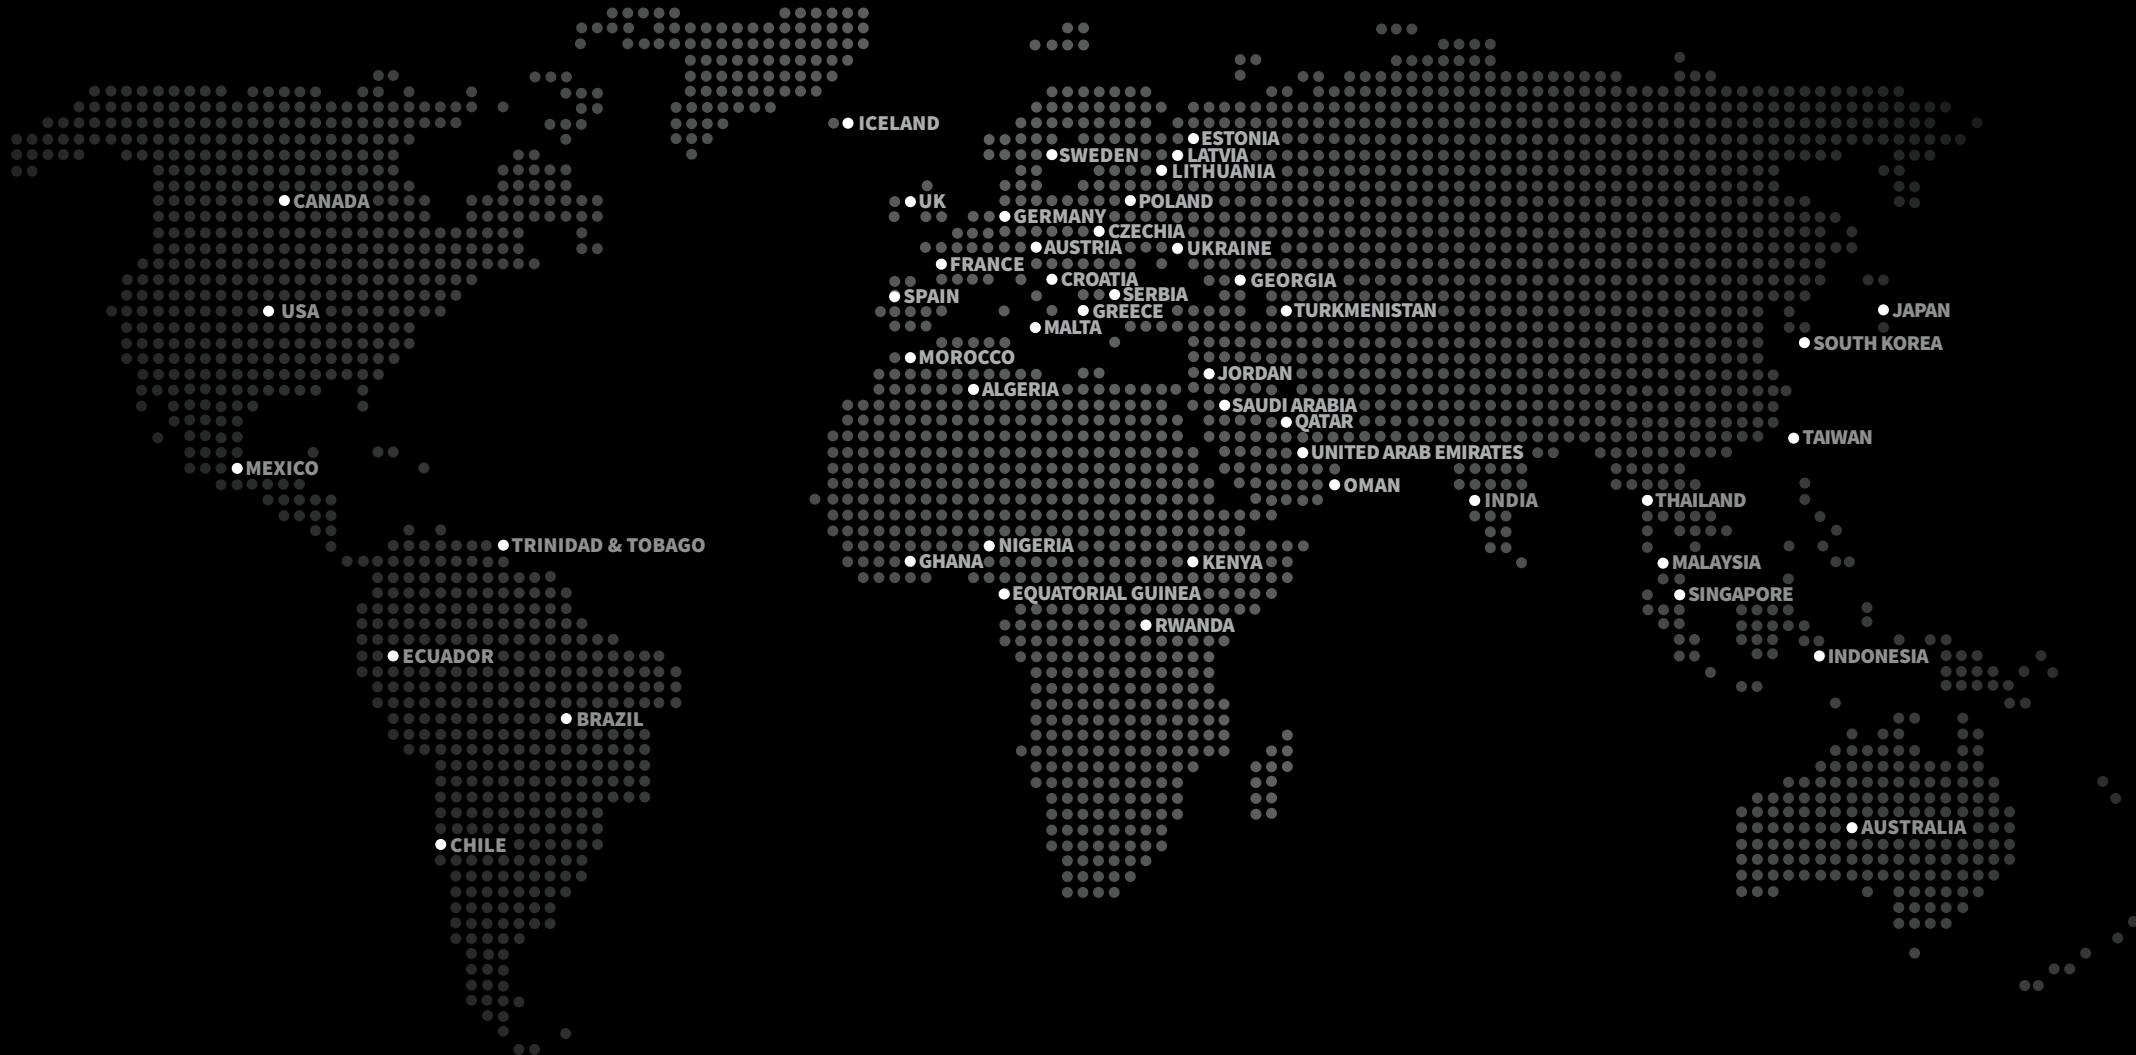 ICELAND
ESTONIA
SWEDEN
LATVIA
LITHUANIA
CANADA
UK
POLAND
GERMANY
CZECHIA
AUSTRIA
UKRAINE
FRANCE
CROATIA
GEORGIA
SPAIN
SERBIA
USA
GREECE
TURKMENISTAN
JAPAN
MALTA
SOUTH KOREA
MOROCCO
JORDAN
ALGERIA
SAUDI ARABIA
QATAR
TAIWAN
UNITED ARAB EMIRATES
MEXICO
OMAN
INDIA
THAILAND
TRINIDAD & TOBAGO
NIGERIA
GHANA
KENYA
MALAYSIA
EQUATORIAL GUINEA
SINGAPORE
RWANDA
ECUADOR
INDONESIA
BRAZIL
AUSTRALIA
CHILE